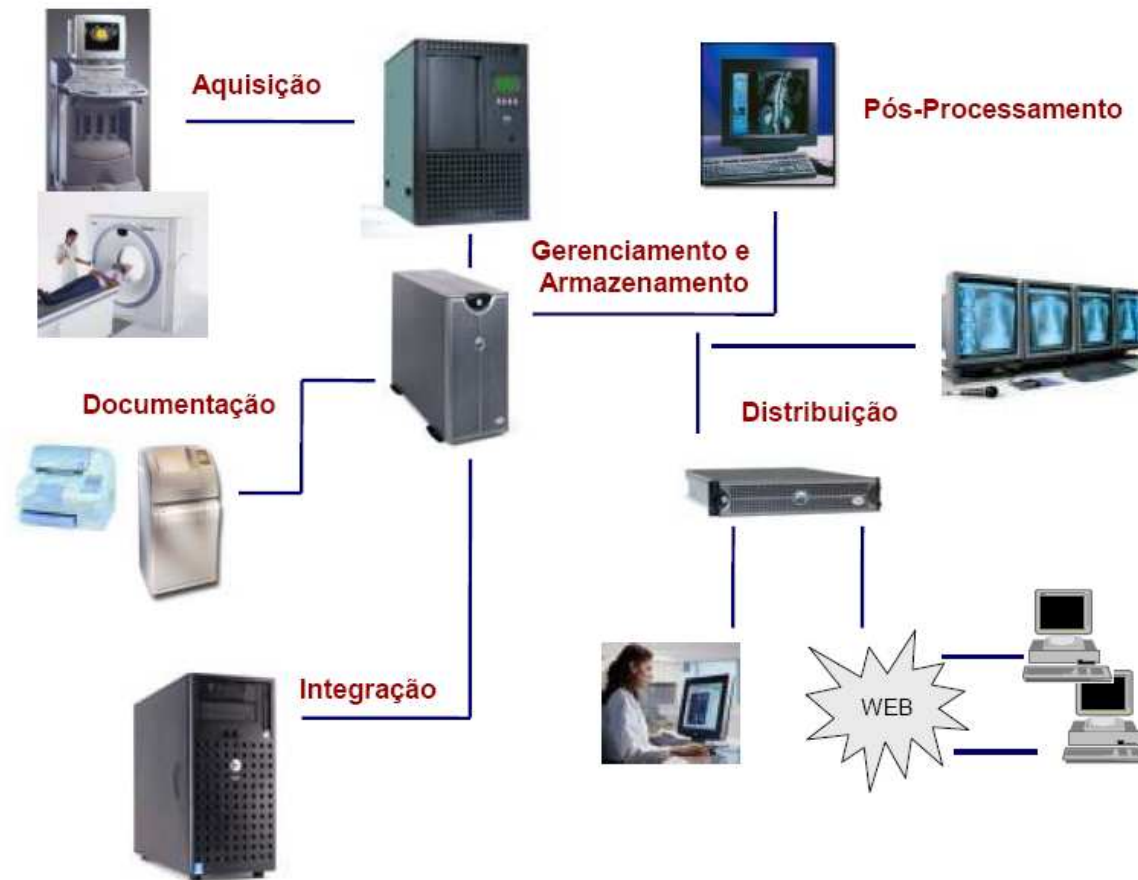 Aquisição
Pós-Processamento
Gerenciamento e
Armazenamento
Documentação
Distribuição
Integração
WEB